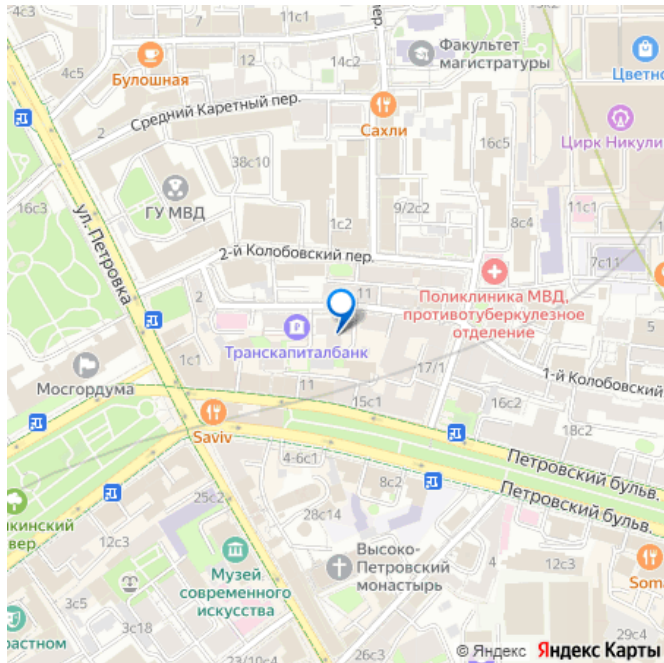 11с1
4с3
Булошная
4с5
12
14с2
пер.
Факультет
магистратуры
Цветно
Средний Каретный пер.
2
Сахли
16с5
Цирк Никули
38с10
ГУ МВД
16с3
1с2
9/2с2
8с4
11с1
ул. Петровка
2-й Колобовский пер.
7с11
2
11
Поликлиника МВД,
противотуберкулезное
отделение
Транскапиталбанк
1с1
Мосгордума
17/1
1-й Колобовский
11
15с1
16с2
Saviv
18с2
4-6с1
8с2
Петровский бульв.
Петровский бульв.
25с2
кинский
вер
28с14
12с3
Музей
современного
искусства
Высоко-
Петровский
монастырь
4
12с3
Soma
3с5
растном
3с18
23/10с4
26с3
29с4
© Яндекс Яндекс Карты